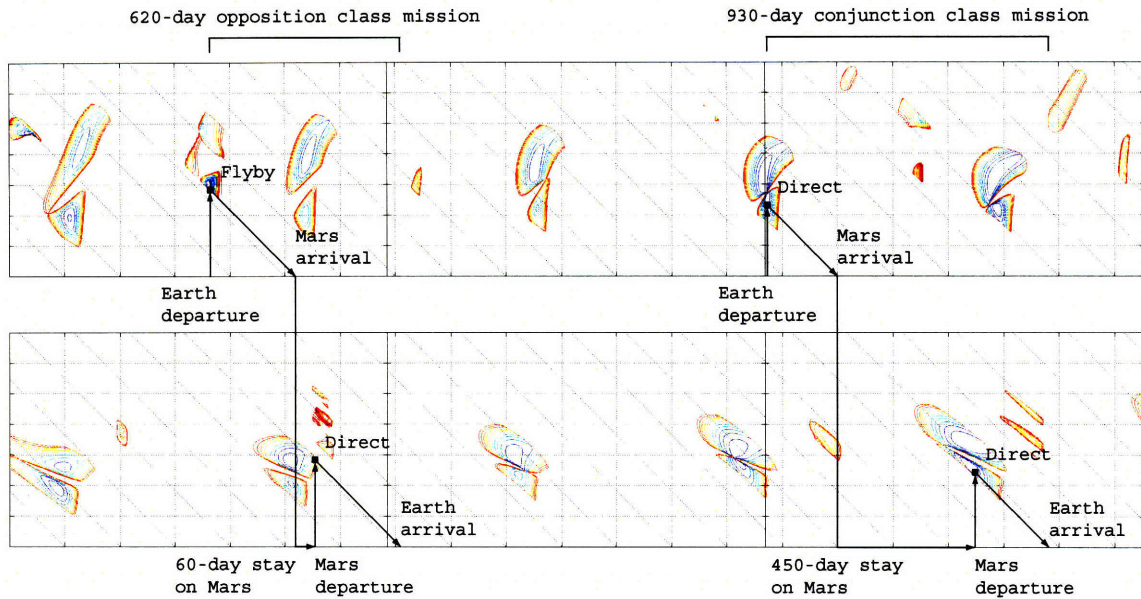 620-day opposition class mission
930-day conjunction class mission
Flyby
Direct
Mars
arrival
Mars
arrival
Earth
departure
Earth
departure
Direct
Direct
Earth
arrival
Earth
arrival
60-day stay
on Mars
Mars
departure
450-day stay
on Mars
Mars
departure